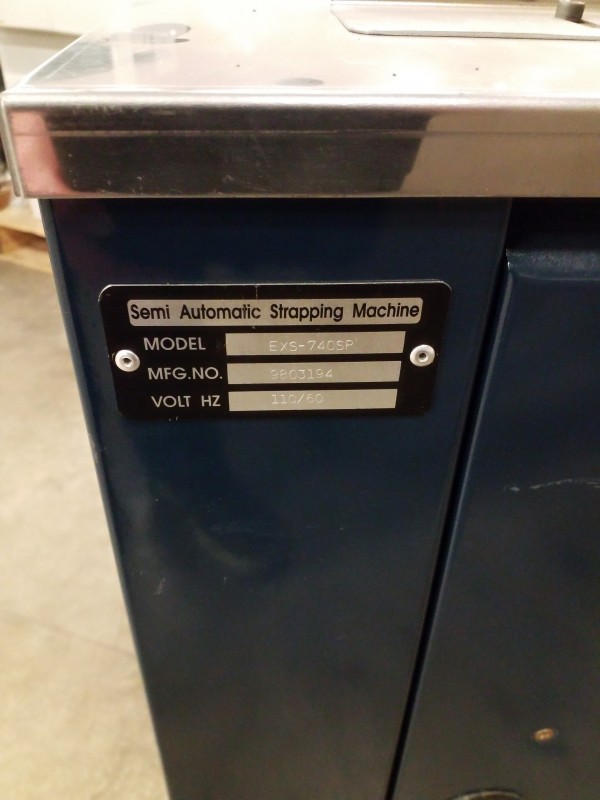 Semi Automatic Strapping Machine
MODEL EXS-740SP
MFG.NO. 9803194
VOLT HZ 110/60